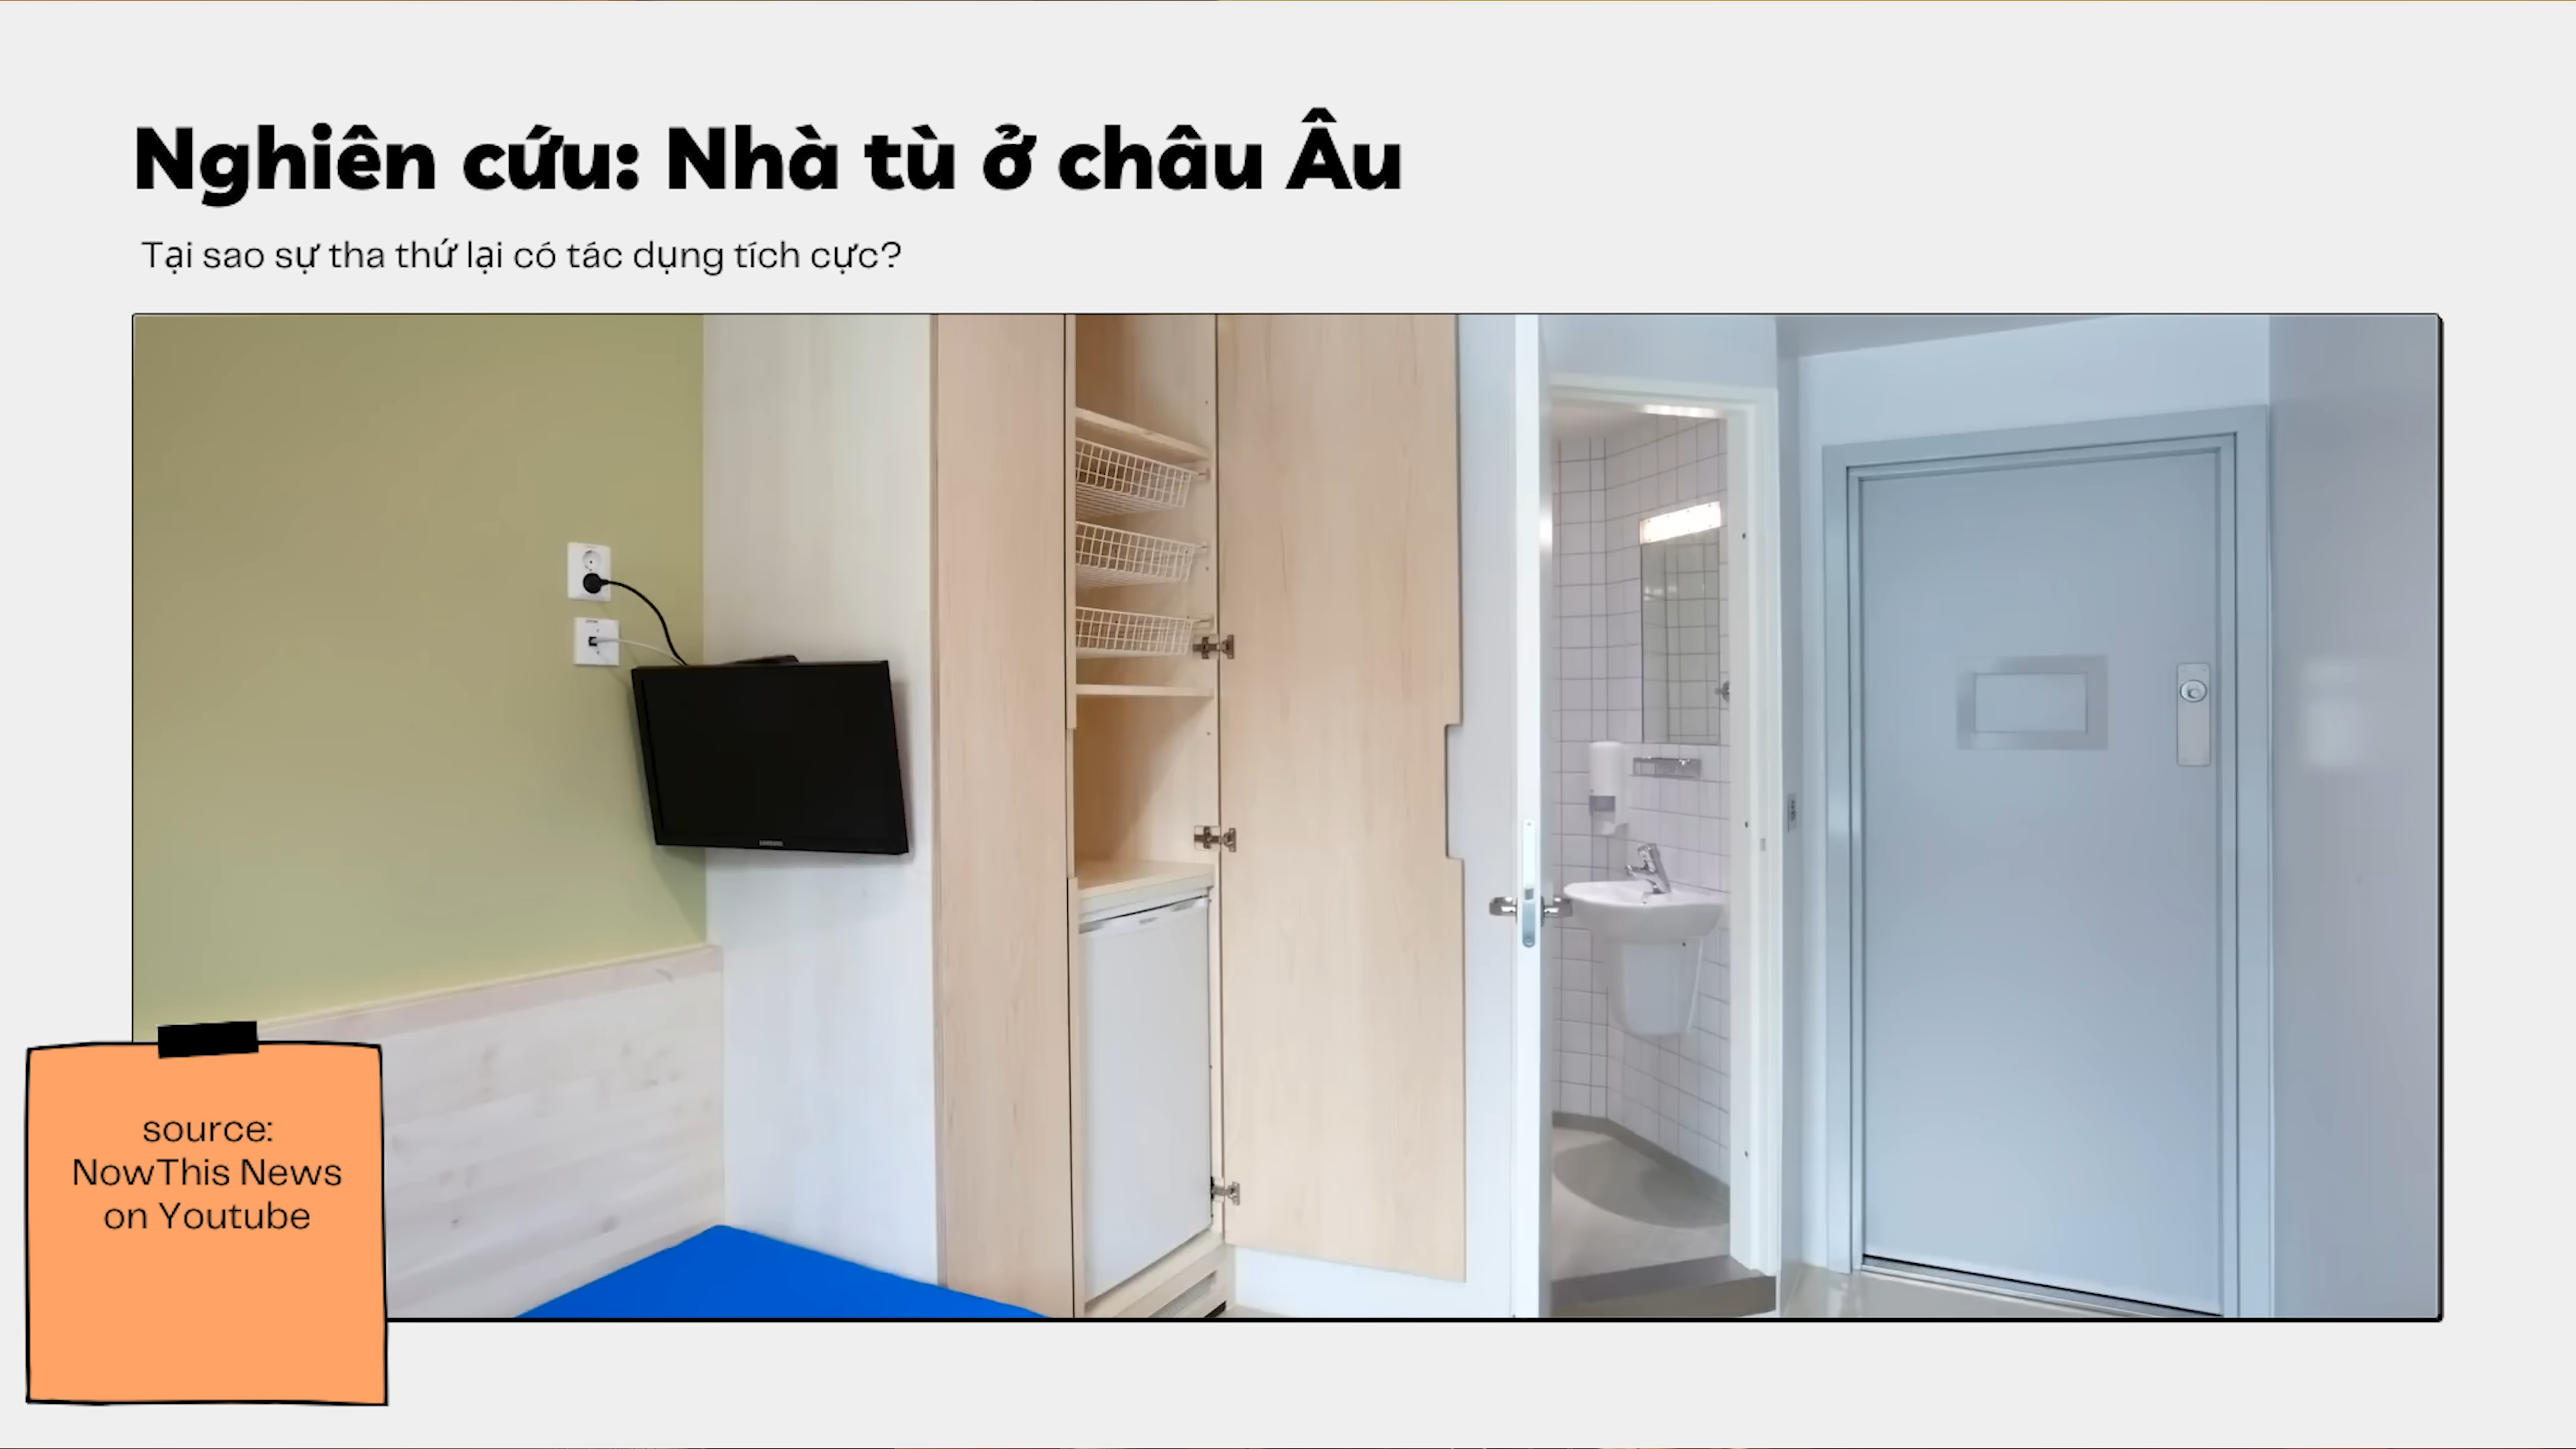 Nghiên cứu: Nhà tù ở châu Âu
Tại sao sự tha thứ lại có tác dụng tích cực?
SAMSUNG
source:
NowThis News
on Youtube